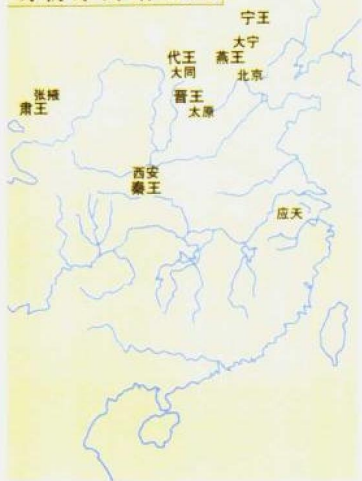 宁王
大宁
代王 燕王
大同 北京
张掖 晋王
肃王 太原
西安
秦王
应天